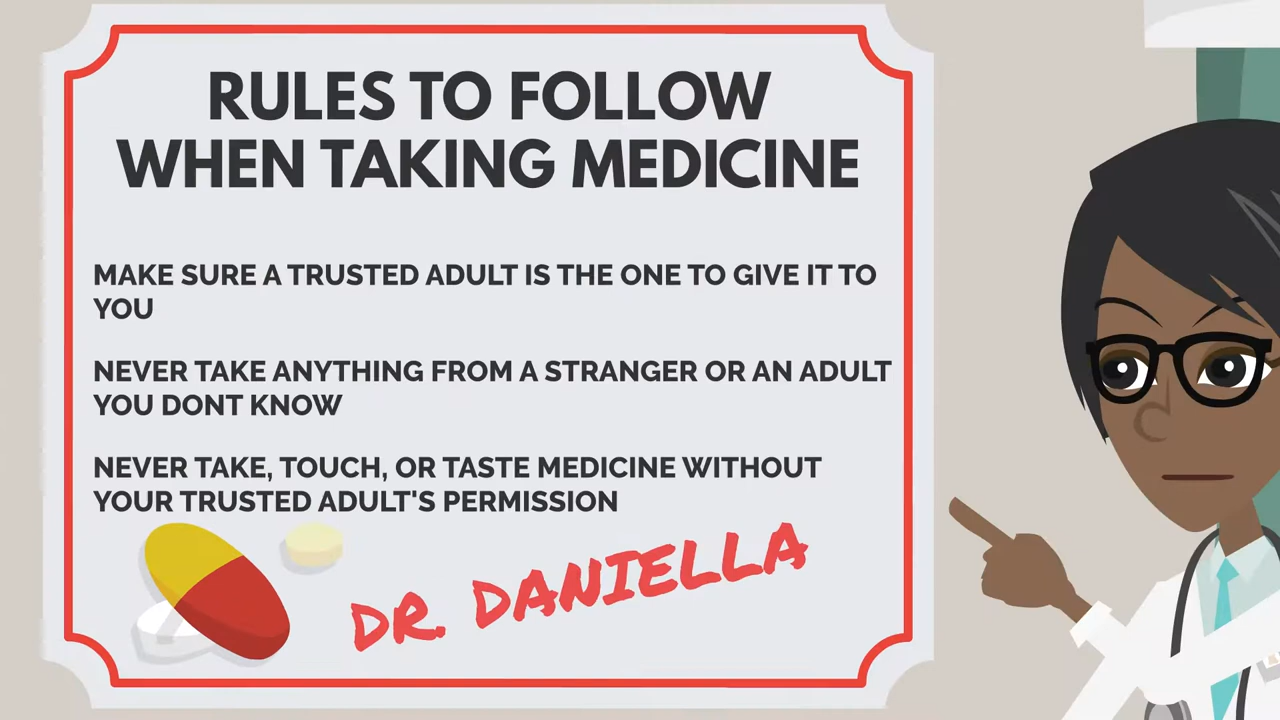 RULES TO FOLLOW
WHEN TAKING MEDICINE
MAKE SURE A TRUSTED ADULT IS THE ONE TO GIVE IT TO
YOU
NEVER TAKE ANYTHING FROM A STRANGER OR AN ADULT
YOU DONT KNOW
NEVER TAKE, TOUCH, OR TASTE MEDICINE WITHOUT
YOUR TRUSTED ADULT'S PERMISSION
DR. DANIELLA